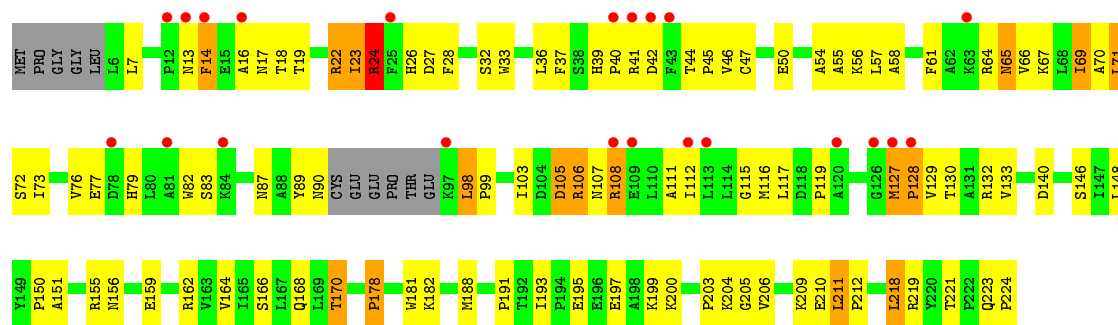 MET PRO GLY GLY LEU L6 L7 P12 N13 F14 E15 A16 N17 T18 T19 R22 I23 R24 F25 H26 D27 F28 S32 W33 L36 F37 S38 H39 P40 R41 D42 F43 T44 P45 V46 C47 E50 A54 A55 K56 L57 A58 F61 A62 K63 R64 N65 V66 K67 L68 I69 A70 L71
S72 I73 V76 E77 D78 H79 L80 A81 W82 S83 K84 N87 A88 Y89 N90 CYS GLU GLU PRO THR GLU K97 L98 P99 I103 D104 D105 R106 N107 R108 E109 L110 A111 I112 L113 L114 G115 M116 L117 D118 P119 A120 G126 M127 P128 V129 T130 A131 R132 V133 D140 S146 I147 L148
Y149 P150 A151 R155 N156 E159 R162 V163 V164 I165 S166 L167 Q168 L169 T170 P178 W181 K182 M188 P191 T192 I193 P194 E195 E196 E197 A198 K199 K200 P203 K204 G205 V206 K209 E210 L211 P212 L218 R219 Y220 T221 P222 Q223 P224